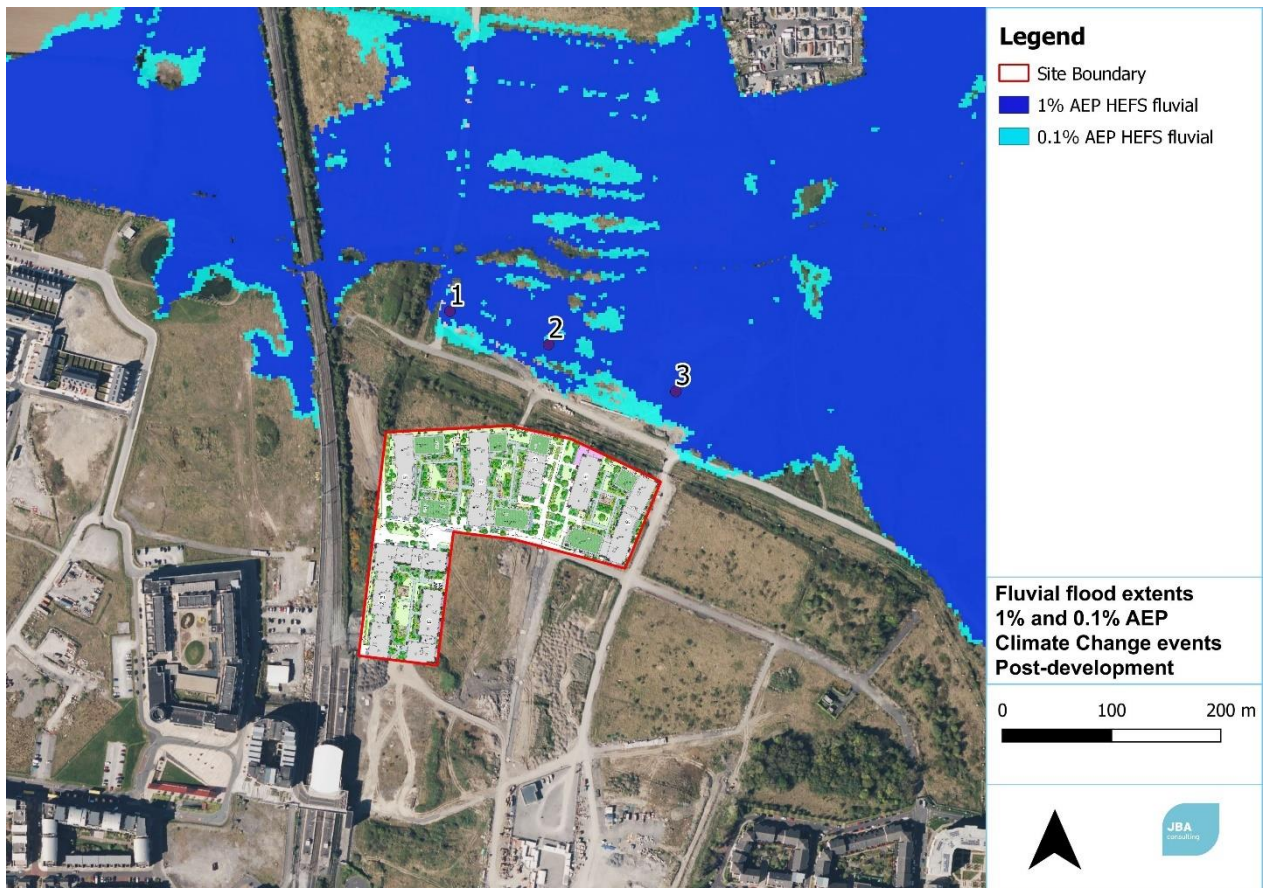 1
2
3
Legend
Site Boundary
1% AEP HEFS fluvial
0.1% AEP HEFS fluvial
Fluvial flood extents
1% and 0.1% AEP
Climate Change events
Post-development
0 100 200 m
JBA
consulting